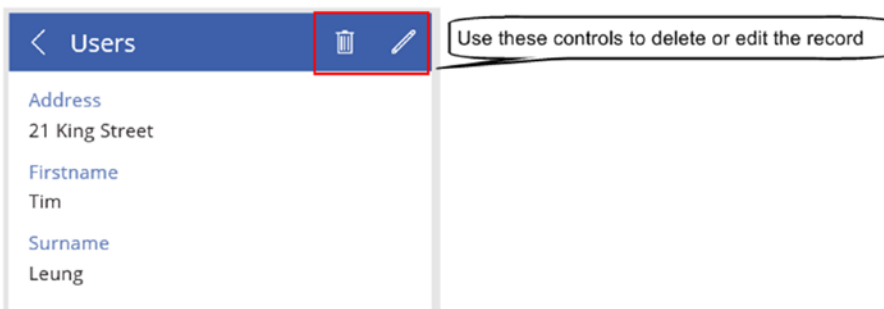 Users
Use these controls to delete or edit the record
Address
21 King Street
Firstname
Tim
Surname
Leung